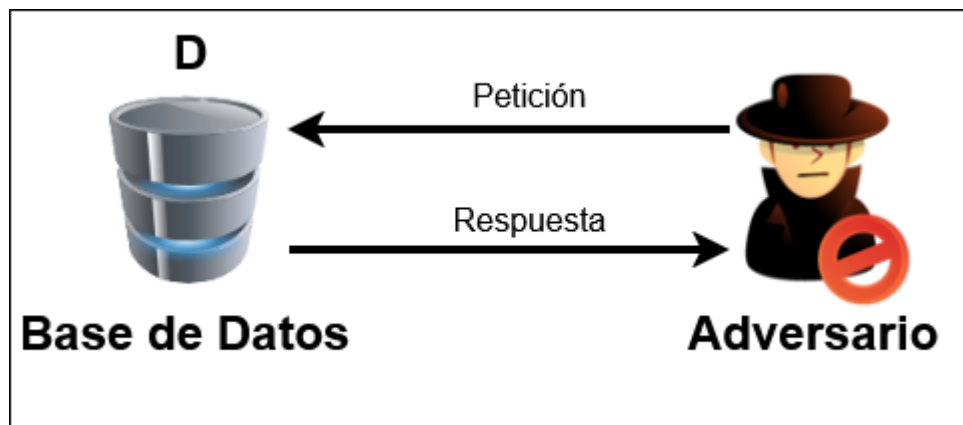 D
Petición
Respuesta
Base de Datos
Adversario